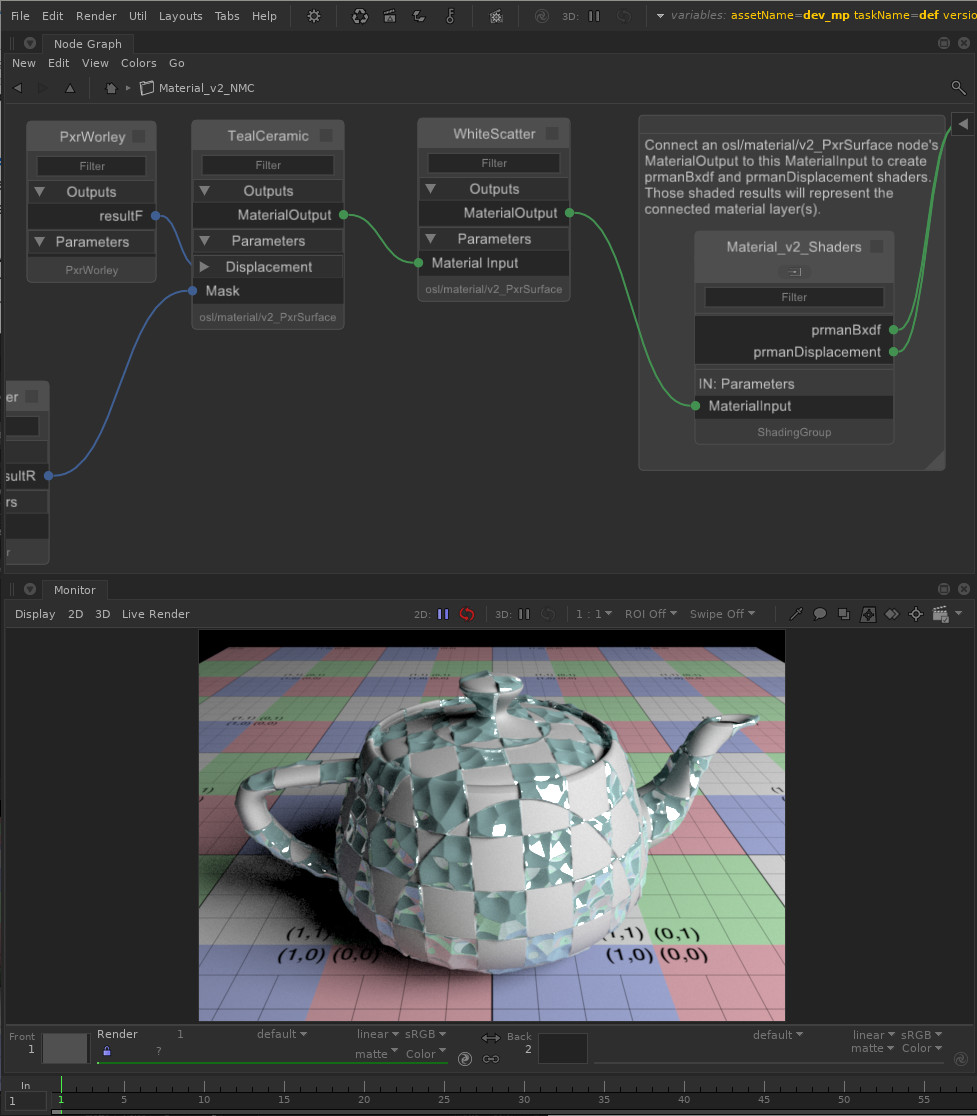 File Edit Render Util Layouts Tabs Help 3D: variables: assetName=dev_mp taskName=def versio
Node Graph
New Edit View Colors Go
Material_v2_NMC
PxrWorley
Filter
Outputs
resultF
Parameters
PxrWorley
TealCeramic
Filter
Outputs
MaterialOutput
Parameters
Displacement
Mask
osl/material/v2_PxrSurface
WhiteScatter
Filter
Outputs
MaterialOutput
Parameters
Material Input
osl/material/v2_PxrSurface
Connect an osl/material/v2_PxrSurface node's
MaterialOutput to this MaterialInput to create
prmanBxdf and prmanDisplacement shaders.
Those shaded results will represent the
connected material layer(s).
Material_v2_Shaders
Filter
prmanBxdf
prmanDisplacement
IN: Parameters
MaterialInput
ShadingGroup
er
sultR
rs
r
Monitor
Display 2D 3D Live Render 2D: 3D: 1 : 1 ROI Off Swipe Off
(1,1) (1,1) (0,1)
(1,0) (0,0) (1,0) (0,0)
Front Render 1 default linear sRGB Back default linear sRGB
1 ? matte Color 2 matte Color
In
1 1 5 10 15 20 25 30 35 40 45 50 55